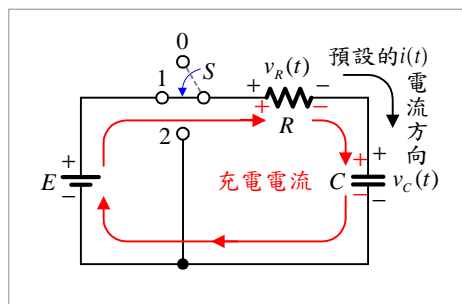 0
1
S
2
+ v_R(t) −
+ −
R
預設的i(t)
電流方向
E
+
−
充電電流
C
+
−
+
v_C(t)
−